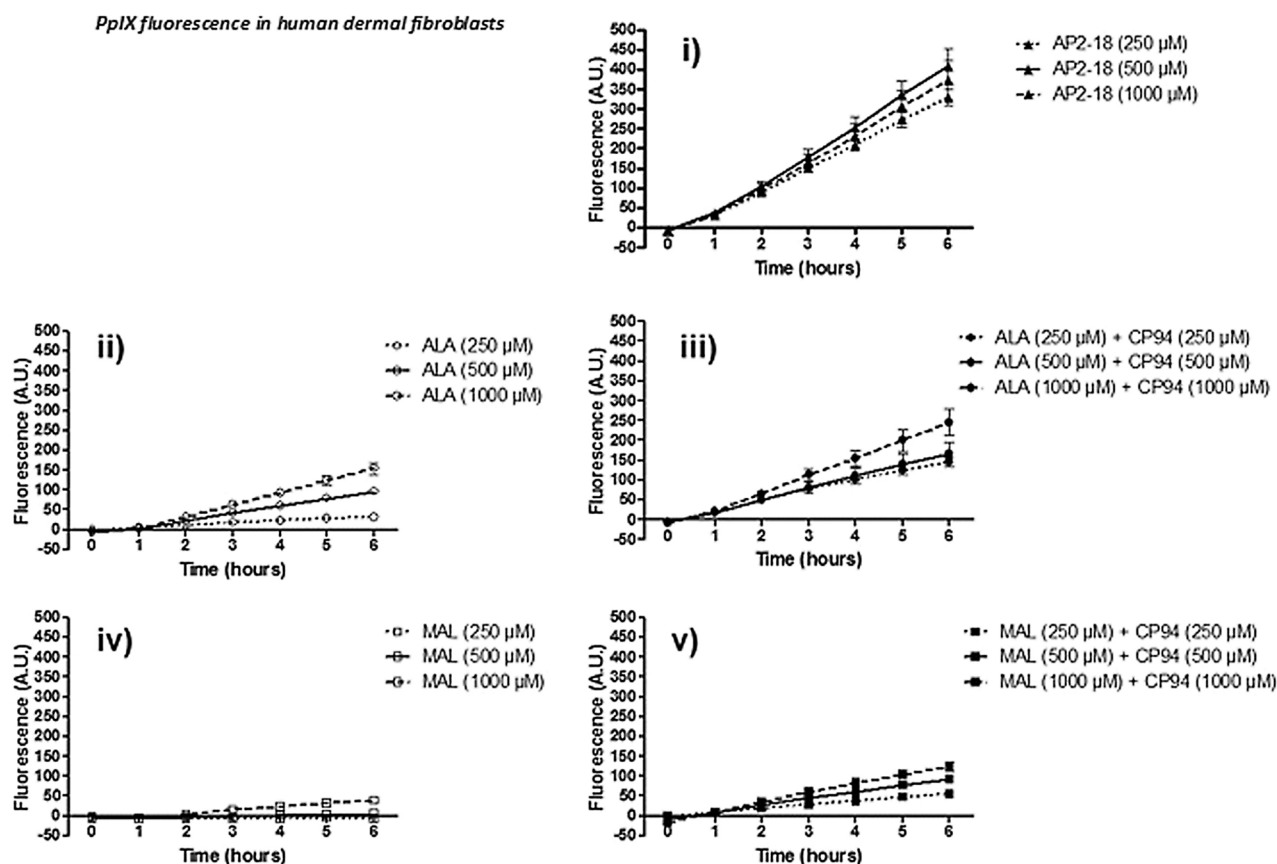 PpIX fluorescence in human dermal fibroblasts
i)
Fluorescence (A.U.)
500
450
400
350
300
250
200
150
100
50
0
-50
0 1 2 3 4 5 6
Time (hours)
AP2-18 (250 µM)
AP2-18 (500 µM)
AP2-18 (1000 µM)
ii)
Fluorescence (A.U.)
500
450
400
350
300
250
200
150
100
50
0
-50
0 1 2 3 4 5 6
Time (hours)
ALA (250 µM)
ALA (500 µM)
ALA (1000 µM)
iii)
Fluorescence (A.U.)
500
450
400
350
300
250
200
150
100
50
0
-50
0 1 2 3 4 5 6
Time (hours)
ALA (250 µM) + CP94 (250 µM)
ALA (500 µM) + CP94 (500 µM)
ALA (1000 µM) + CP94 (1000 µM)
iv)
Fluorescence (A.U.)
500
450
400
350
300
250
200
150
100
50
0
-50
0 1 2 3 4 5 6
Time (hours)
MAL (250 µM)
MAL (500 µM)
MAL (1000 µM)
v)
Fluorescence (A.U.)
500
450
400
350
300
250
200
150
100
50
0
-50
0 1 2 3 4 5 6
Time (hours)
MAL (250 µM) + CP94 (250 µM)
MAL (500 µM) + CP94 (500 µM)
MAL (1000 µM) + CP94 (1000 µM)